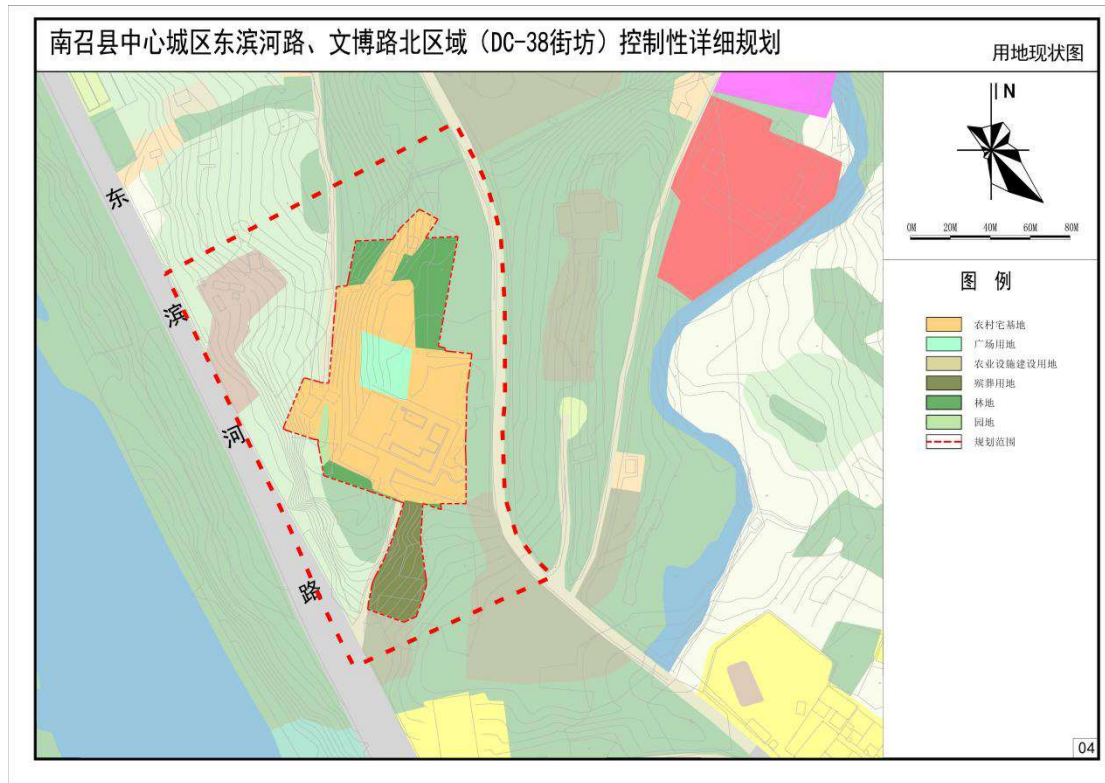 南召县中心城区东滨河路、文博路北区域（DC-38街坊）控制性详细规划
用地现状图
N
0M 20M 40M 60M 80M
图 例
农村宅基地
广场用地
农业设施建设用地
殡葬用地
林地
园地
规划范围
东
滨
河
路
04